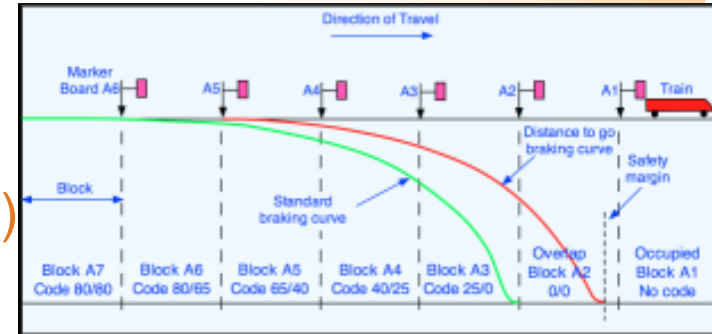 Direction of Travel
Marker
Board A6
A5
A4
A3
A2
A1
Train
Distance to go
braking curve
Safety
margin
Block
Standard
braking curve
)
Block A7
Code 80/80
Block A6
Code 80/65
Block A5
Code 65/40
Block A4
Code 40/25
Block A3
Code 25/0
Overlap
Block A2
0/0
Occupied
Block A1
No code